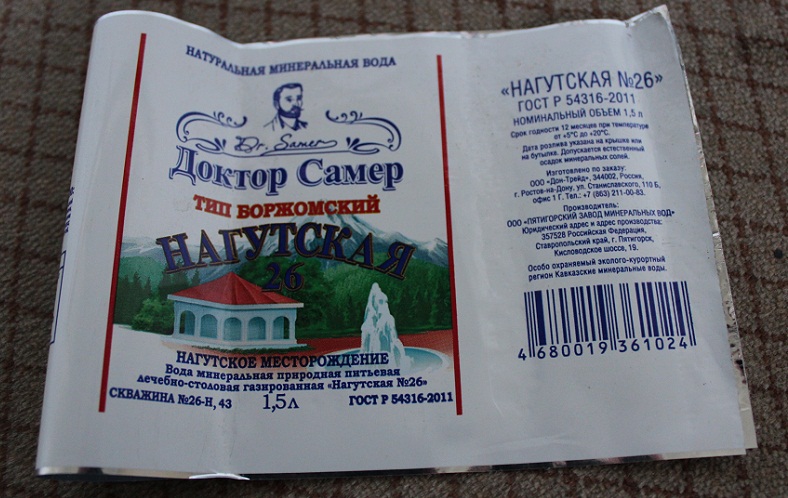 НАТУРАЛЬНАЯ МИНЕРАЛЬНАЯ ВОДА
Dr. Samer
Доктор Самер
ТИП БОРЖОМСКИЙ
НАГУТСКАЯ
26
НАГУТСКОЕ МЕСТОРОЖДЕНИЕ
Вода минеральная природная питьевая
лечебно-столовая газированная «Нагутская №26»
СКВАЖИНА №26-Н, 43 1,5л ГОСТ Р 54316-2011
«НАГУТСКАЯ №26»
ГОСТ Р 54316-2011
НОМИНАЛЬНЫЙ ОБЪЕМ 1,5 л
Срок годности 12 месяцев при температуре
от +5°С до +20°С.
Дата розлива указана на крышке или
на бутылке. Допускается естественный
осадок минеральных солей.
Изготовлено по заказу:
ООО «Дон-Трейд», 344002, Россия,
г. Ростов-на-Дону, ул. Станиславского, 110 Б,
офис 1 Г. Тел.: +7 (863) 211-00-83.
Производитель:
ООО «ПЯТИГОРСКИЙ ЗАВОД МИНЕРАЛЬНЫХ ВОД»
Юридический адрес и адрес производства:
357528 Российская Федерация,
Ставропольский край, г. Пятигорск,
Кисловодское шоссе, 19.
Особо охраняемый эколого-курортный
регион Кавказские минеральные воды.
4 680019 361024